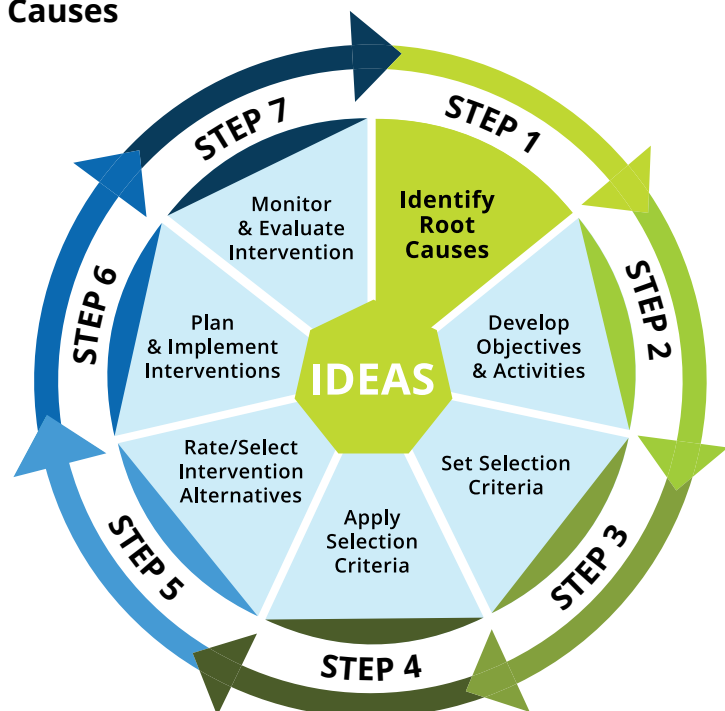 Causes
STEP 1
Identify
Root
Causes
STEP 2
Develop
Objectives
& Activities
STEP 3
Set Selection
Criteria
STEP 4
Apply
Selection
Criteria
STEP 5
Rate/Select
Intervention
Alternatives
STEP 6
Plan
& Implement
Interventions
STEP 7
Monitor
& Evaluate
Intervention
IDEAS